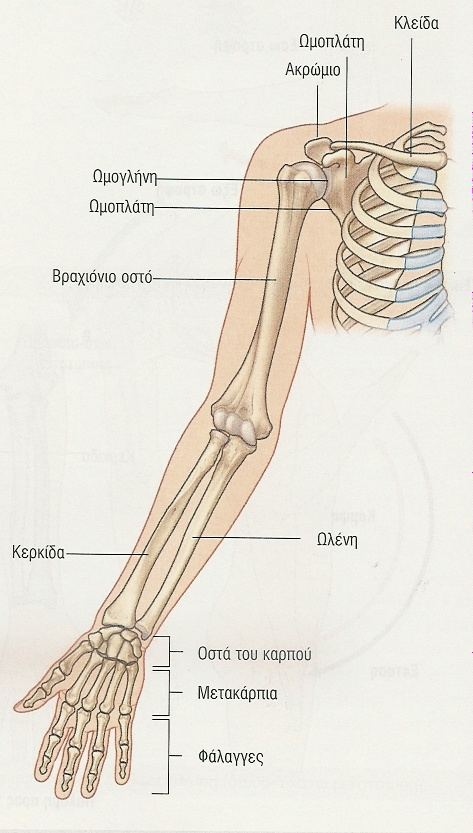 Κλείδα
Ωμοπλάτη
Ακρώμιο
Ωμογλήνη
Ωμοπλάτη
Βραχιόνιο οστό
Κερκίδα
Ωλένη
Οστά του καρπού
Μετακάρπια
Φάλαγγες